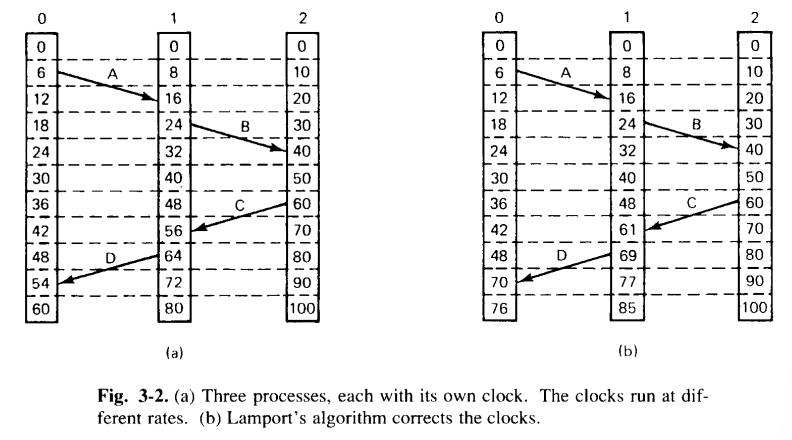 0 1 2 0 1 2
0 0 0 0 0 0
6 A 8 10 6 A 8 10
12 16 20 12 16 20
18 24 B 30 18 24 B 30
24 32 40 24 32 40
30 40 50 30 40 50
36 48 C 60 36 48 C 60
42 56 70 42 61 70
48 D 64 80 48 D 69 80
54 72 90 70 77 90
60 80 100 76 85 100
(a) (b)
Fig. 3-2. (a) Three processes, each with its own clock. The clocks run at dif-
ferent rates. (b) Lamport's algorithm corrects the clocks.